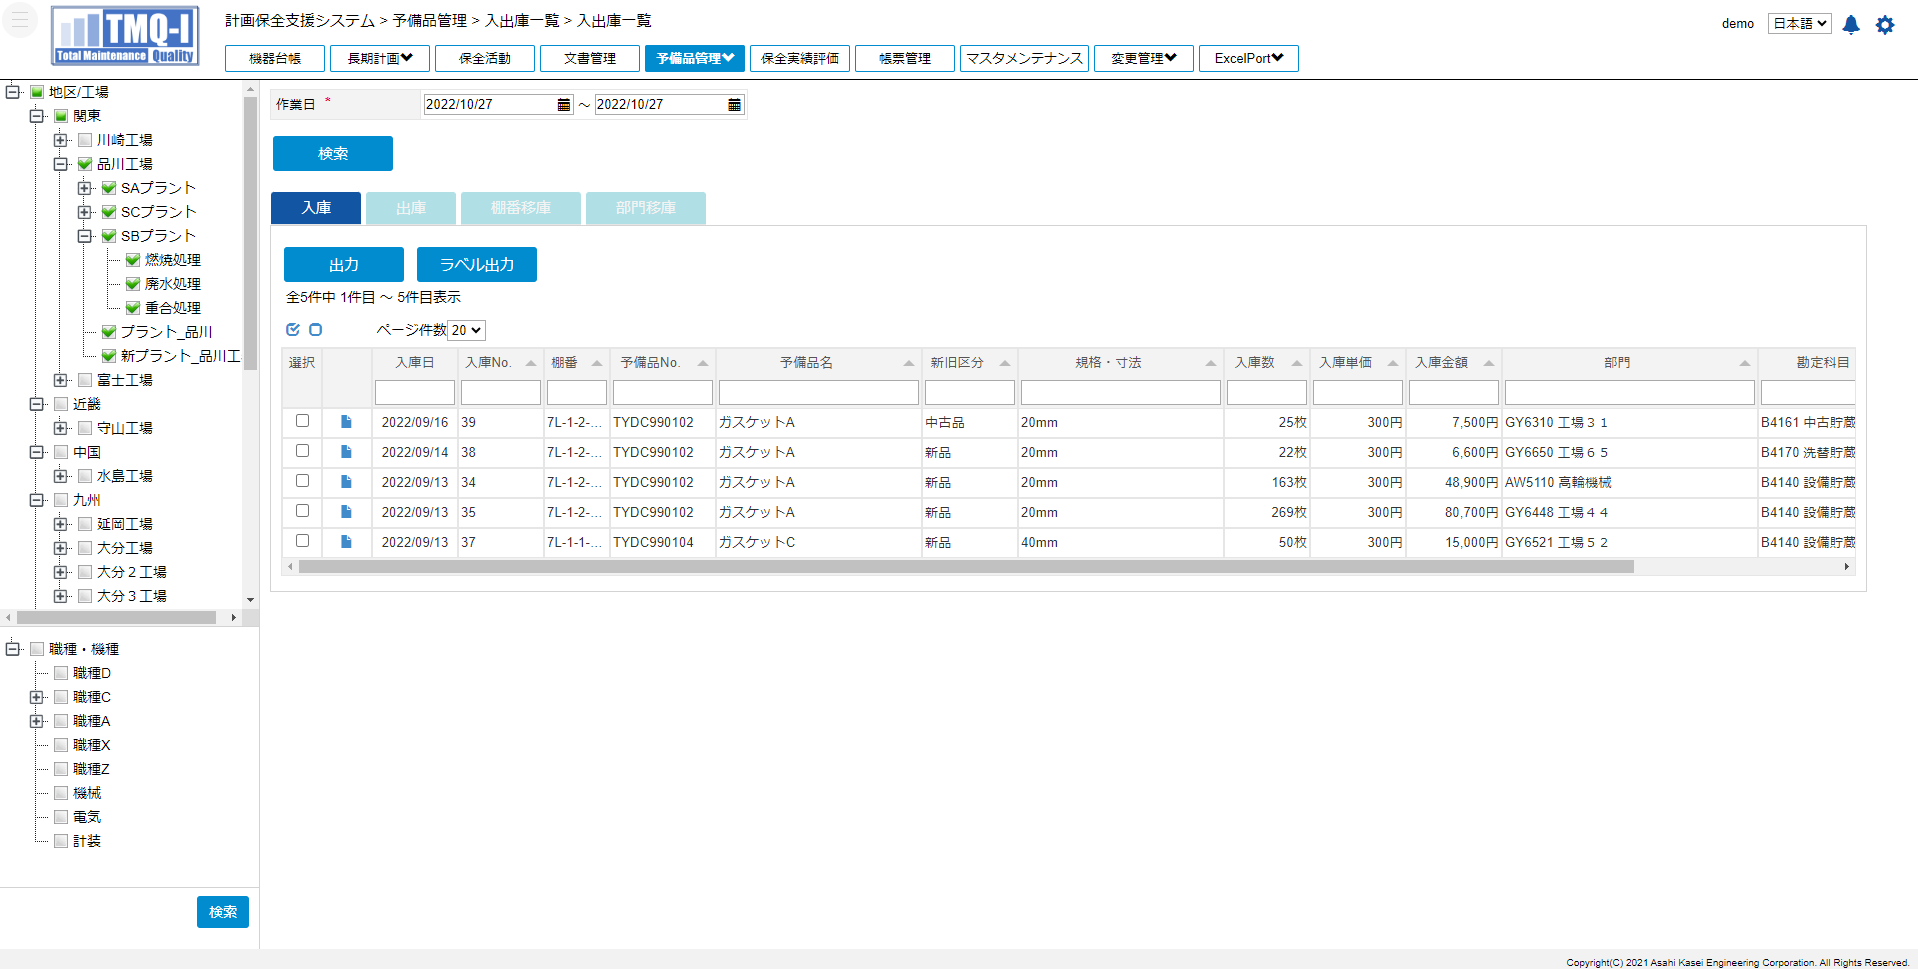 TMQ-I
Total Maintenance Quality
計画保全支援システム > 予備品管理 > 入出庫一覧 > 入出庫一覧
demo 日本語
機器台帳 長期計画 保全活動 文書管理 予備品管理 保全実績評価 帳票管理 マスタメンテナンス 変更管理 ExcelPort
地区/工場
関東
川崎工場
品川工場
SAプラント
SCプラント
SBプラント
燃焼処理
廃水処理
重合処理
プラント_品川
新プラント_品川工
富士工場
近畿
守山工場
中国
水島工場
九州
延岡工場
大分工場
大分２工場
大分３工場
職種・機種
職種D
職種C
職種A
職種X
職種Z
機械
電気
計装
検索
作業日 * 2022/10/27 ～ 2022/10/27
検索
入庫 出庫 棚番移庫 部門移庫
出力 ラベル出力
全5件中 1件目 ～ 5件目表示
ページ件数 20
選択 入庫日 入庫No. 棚番 予備品No. 予備品名 新旧区分 規格・寸法 入庫数 入庫単価 入庫金額 部門 勘定科目
2022/09/16 39 7L-1-2-... TYDC990102 ガスケットA 中古品 20mm 25枚 300円 7,500円 GY6310 工場３１ B4161 中古貯蔵
2022/09/14 38 7L-1-2-... TYDC990102 ガスケットA 新品 20mm 22枚 300円 6,600円 GY6650 工場６５ B4170 洗替貯蔵
2022/09/13 34 7L-1-2-... TYDC990102 ガスケットA 新品 20mm 163枚 300円 48,900円 AW5110 高輪機械 B4140 設備貯蔵
2022/09/13 35 7L-1-2-... TYDC990102 ガスケットA 新品 20mm 269枚 300円 80,700円 GY6448 工場４４ B4140 設備貯蔵
2022/09/13 37 7L-1-1-... TYDC990104 ガスケットC 新品 40mm 50枚 300円 15,000円 GY6521 工場５２ B4140 設備貯蔵
Copyright(C) 2021 Asahi Kasei Engineering Corporation. All Rights Reserved.